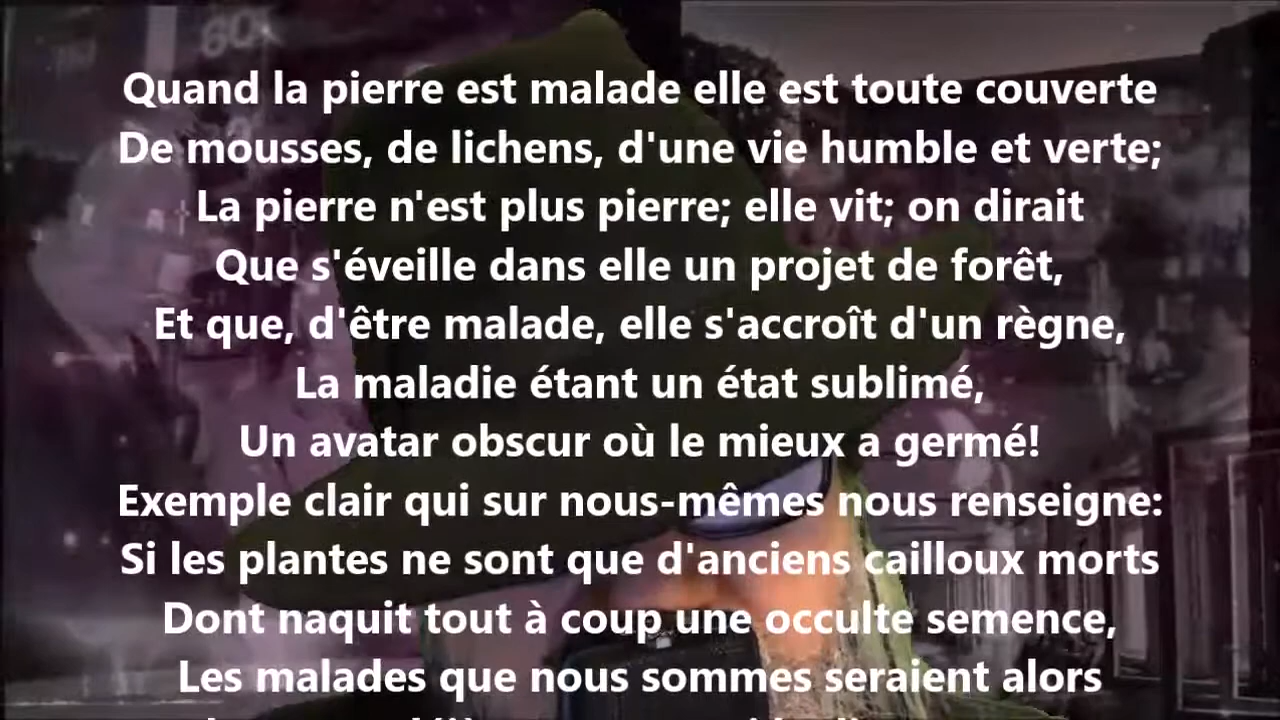 60
Quand la pierre est malade elle est toute couverte
De mousses, de lichens, d'une vie humble et verte;
La pierre n'est plus pierre; elle vit; on dirait
Que s'éveille dans elle un projet de forêt,
Et que, d'être malade, elle s'accroît d'un règne,
La maladie étant un état sublimé,
Un avatar obscur où le mieux a germé!
Exemple clair qui sur nous-mêmes nous renseigne:
Si les plantes ne sont que d'anciens cailloux morts
Dont naquit tout à coup une occulte semence,
Les malades que nous sommes seraient alors